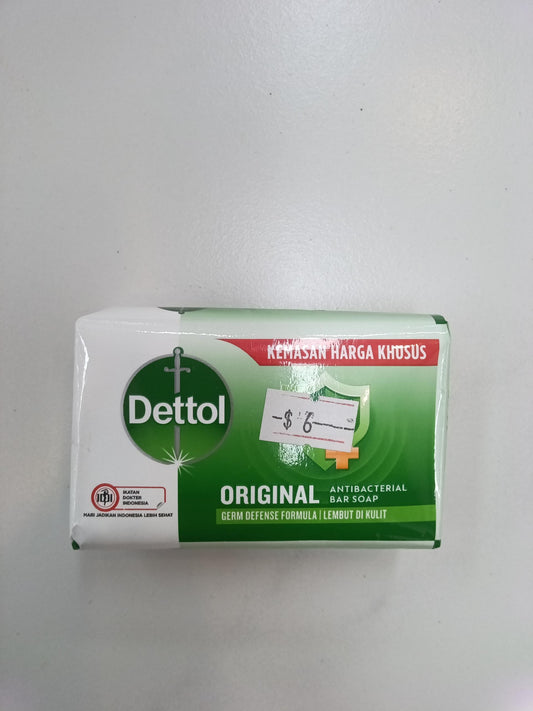 KEMASAN HARGA KHUSUS
Dettol
$ 6
ORIGINAL
ANTIBACTERIAL
BAR SOAP
GERM DEFENSE FORMULA | LEMBUT DI KULIT
IDI
IKATAN
DOKTER
INDONESIA
MARI JADIKAN INDONESIA LEBIH SEHAT